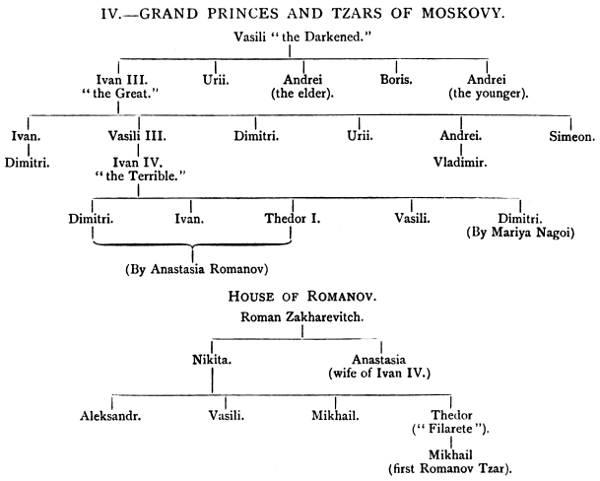 IV.—GRAND PRINCES AND TZARS OF MOSKOVY.
Vasili "the Darkened."
Ivan III. Urii. Andrei Boris. Andrei
"the Great." (the elder). (the younger).
Ivan. Vasili III. Dimitri. Urii. Andrei. Simeon.
Dimitri. Ivan IV. Vladimir.
"the Terrible."
Dimitri. Ivan. Thedor I. Vasili. Dimitri.
(By Mariya Nagoi)
(By Anastasia Romanov)
HOUSE OF ROMANOV.
Roman Zakharevitch.
Nikita. Anastasia
(wife of Ivan IV.)
Aleksandr. Vasili. Mikhail. Thedor
("Filarete").
Mikhail
(first Romanov Tzar).